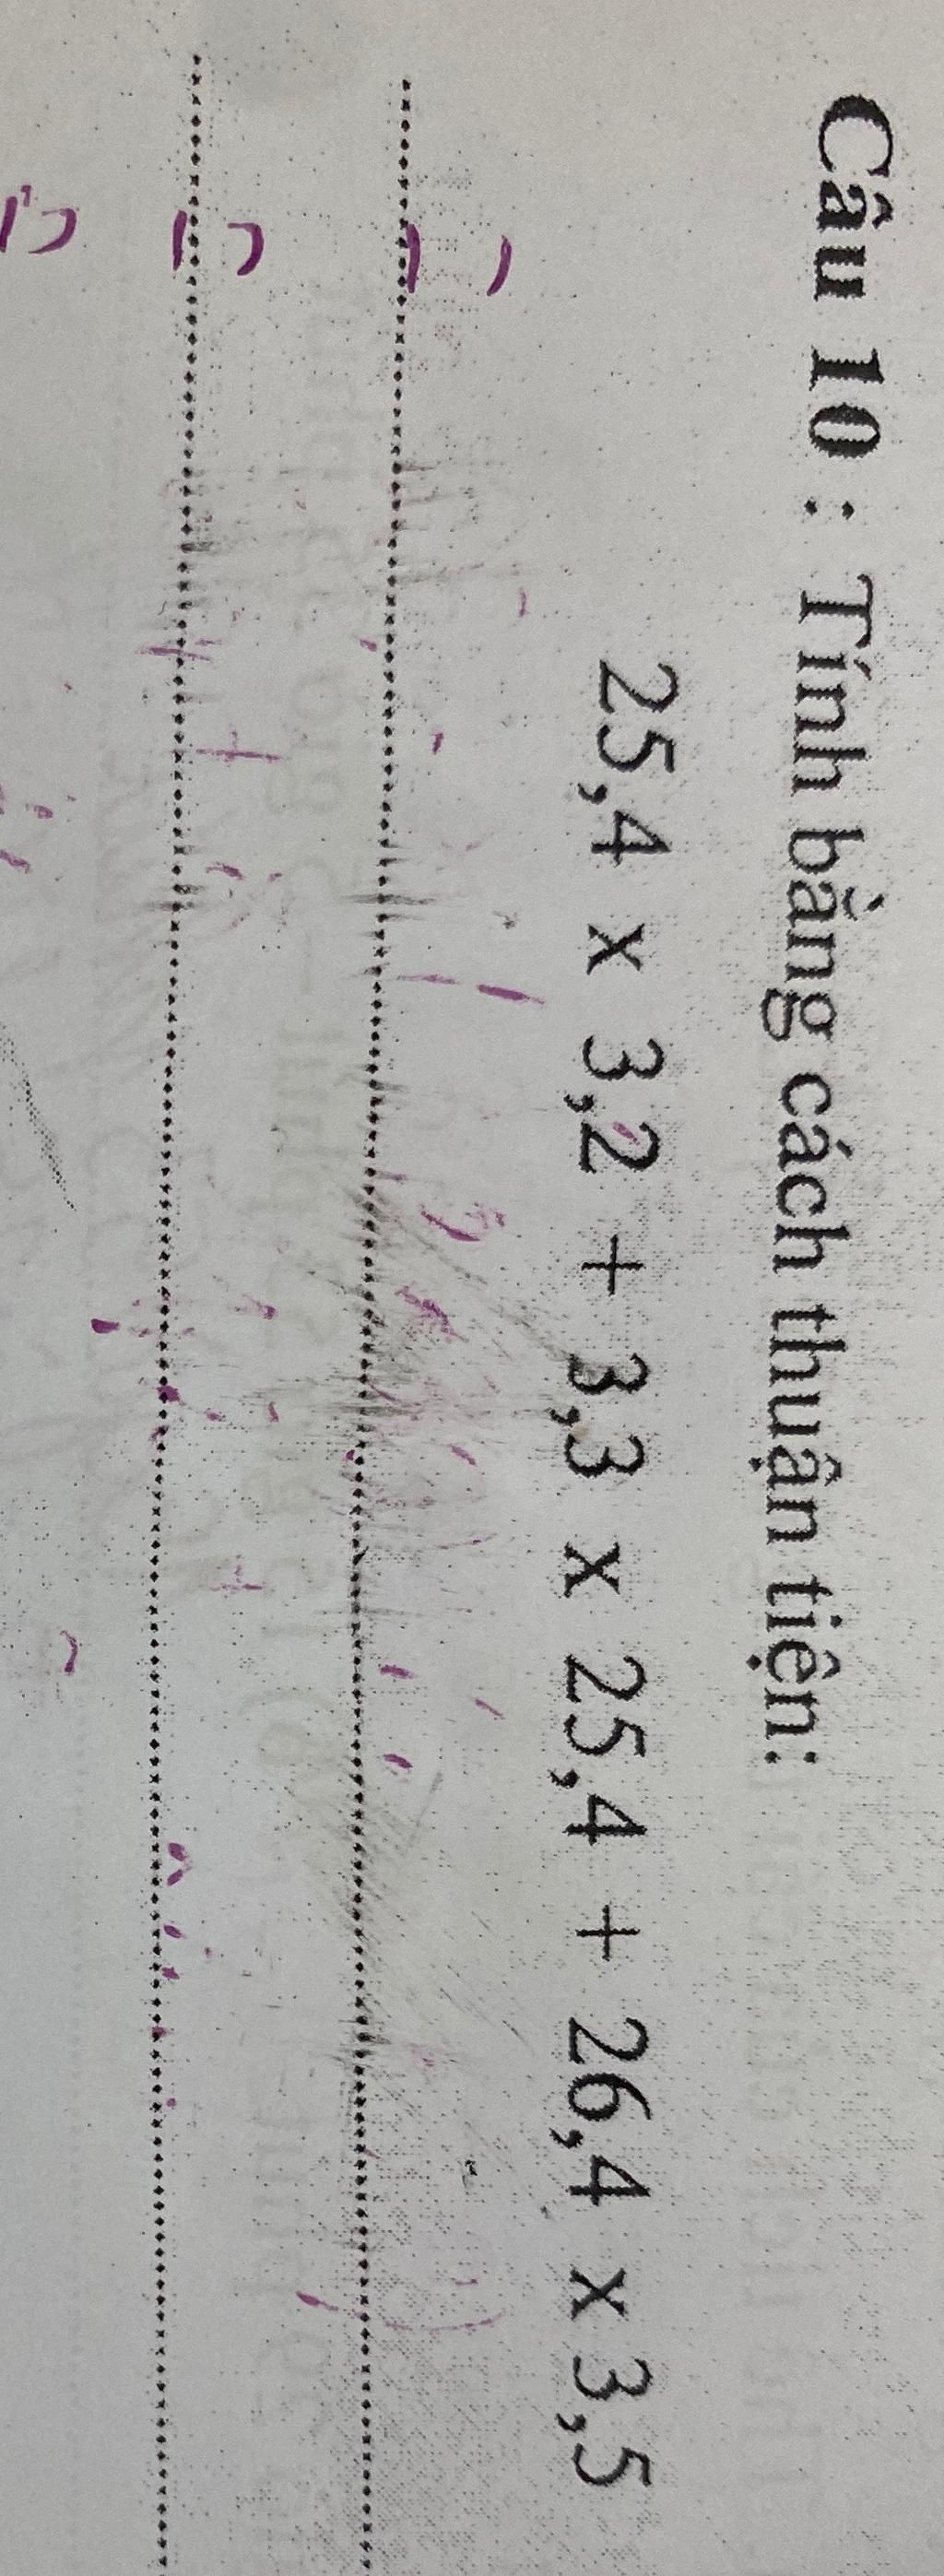 Câu 10 : Tính bằng cách thuận tiện:
25,4 x 3,2 + 3,3 x 25,4 + 26,4 x 3,5